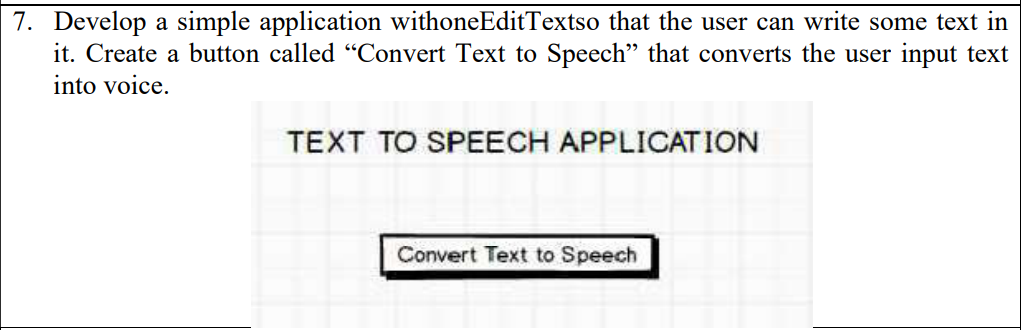 7. Develop a simple application withoneEditTextso that the user can write some text in
it. Create a button called “Convert Text to Speech” that converts the user input text
into voice.
TEXT TO SPEECH APPLICATION
Convert Text to Speech